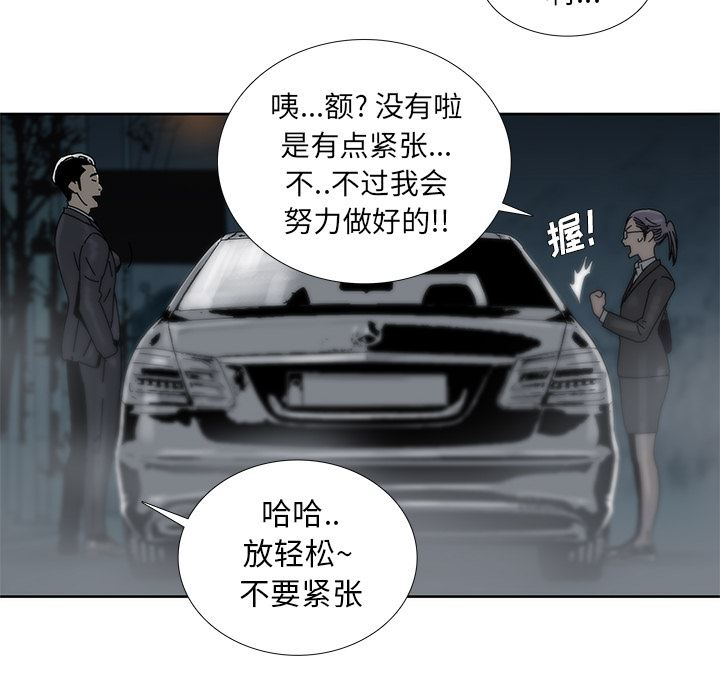 咦...额? 没有啦
是有点紧张...
不..不过我会
努力做好的!!
握!
哈哈..
放轻松~
不要紧张